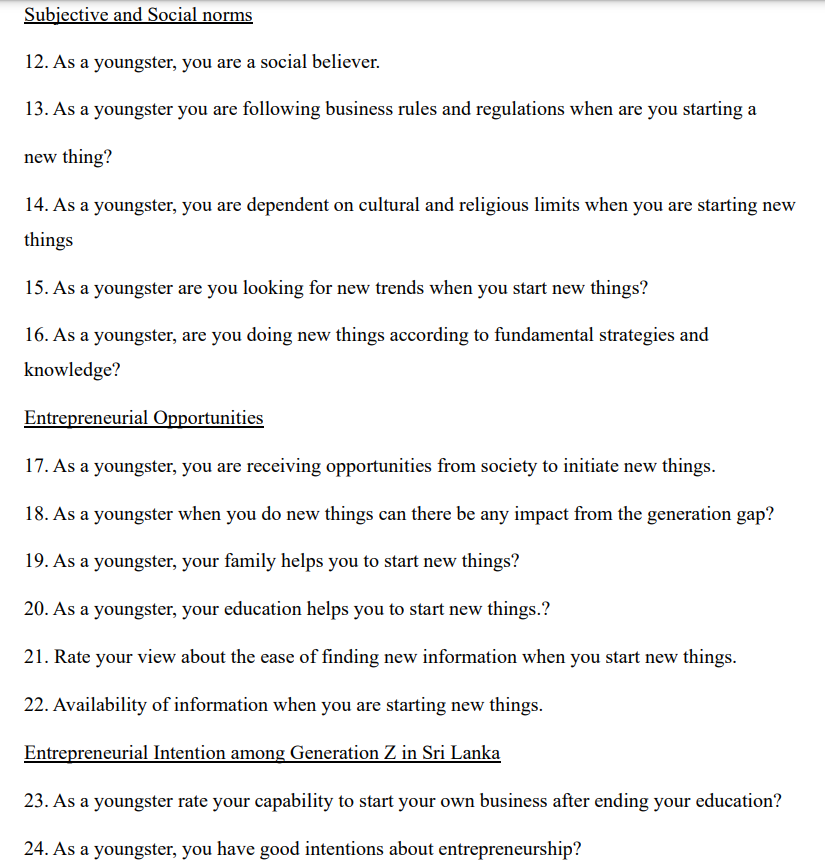 Subjective and Social norms
12. As a youngster, you are a social believer.
13. As a youngster you are following business rules and regulations when are you starting a
new thing?
14. As a youngster, you are dependent on cultural and religious limits when you are starting new
things
15. As a youngster are you looking for new trends when you start new things?
16. As a youngster, are you doing new things according to fundamental strategies and
knowledge?
Entrepreneurial Opportunities
17. As a youngster, you are receiving opportunities from society to initiate new things.
18. As a youngster when you do new things can there be any impact from the generation gap?
19. As a youngster, your family helps you to start new things?
20. As a youngster, your education helps you to start new things.?
21. Rate your view about the ease of finding new information when you start new things.
22. Availability of information when you are starting new things.
Entrepreneurial Intention among Generation Z in Sri Lanka
23. As a youngster rate your capability to start your own business after ending your education?
24. As a youngster, you have good intentions about entrepreneurship?